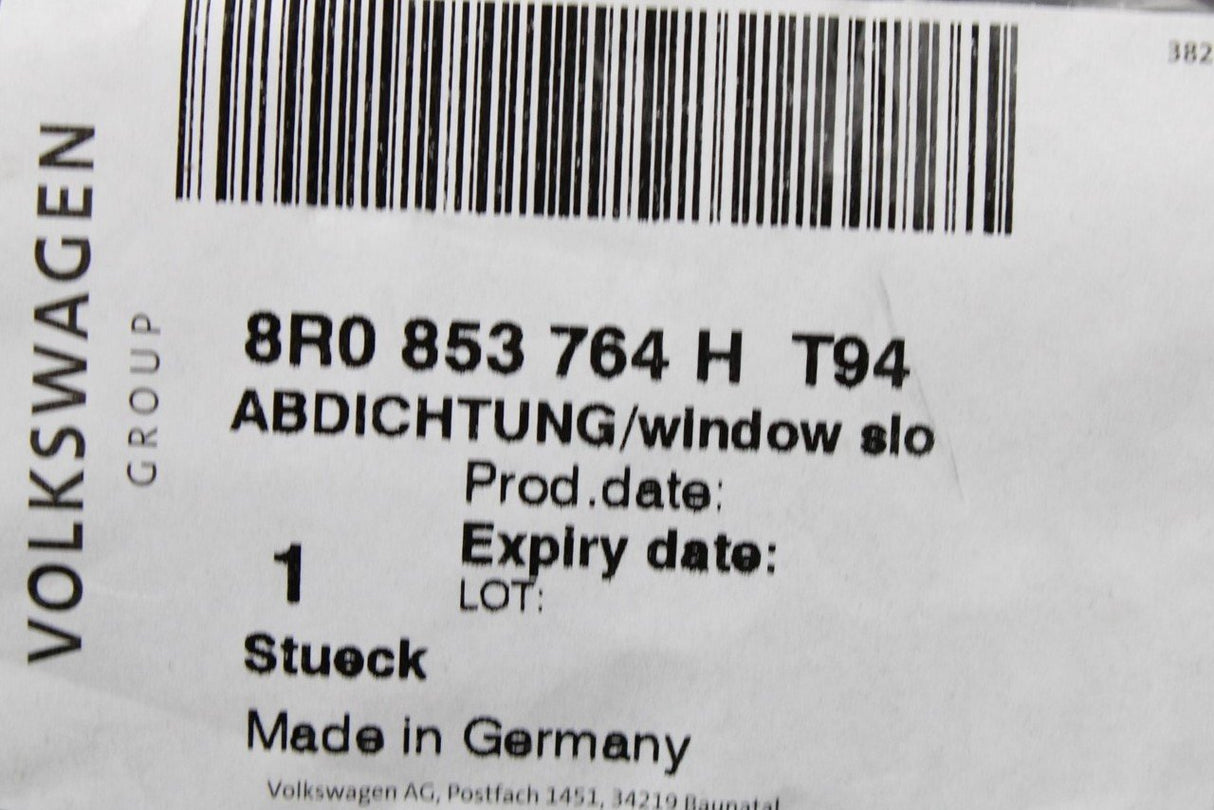 382
VOLKSWAGEN
GROUP
8R0 853 764 H T94
ABDICHTUNG/window slo
Prod.date:
Expiry date:
1
LOT:
Stueck
Made in Germany
Volkswagen AG, Postfach 1451, 34219 Baunatal